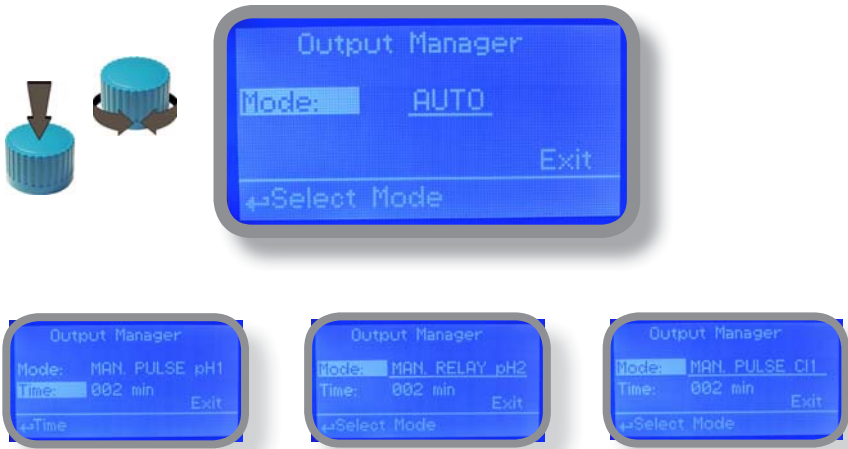 Output Manager
Mode: AUTO
Exit
↵Select Mode
Output Manager
Mode: MAN. PULSE pH1
Time: 002 min
Exit
↵Time
Output Manager
Mode: MAN. RELAY pH2
Time: 002 min
Exit
↵Select Mode
Output Manager
Mode: MAN. PULSE Cl1
Time: 002 min
Exit
↵Select Mode